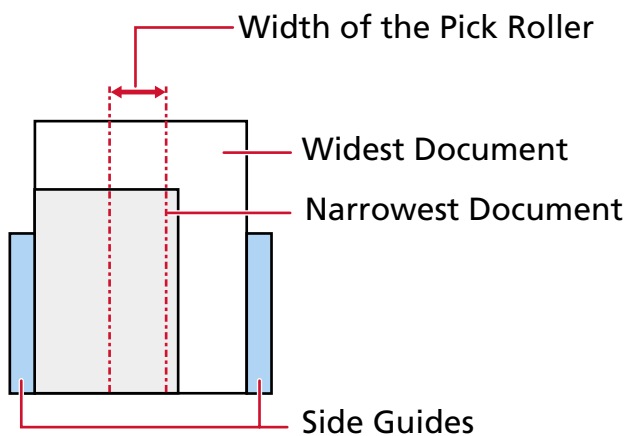 Width of the Pick Roller
Widest Document
Narrowest Document
Side Guides